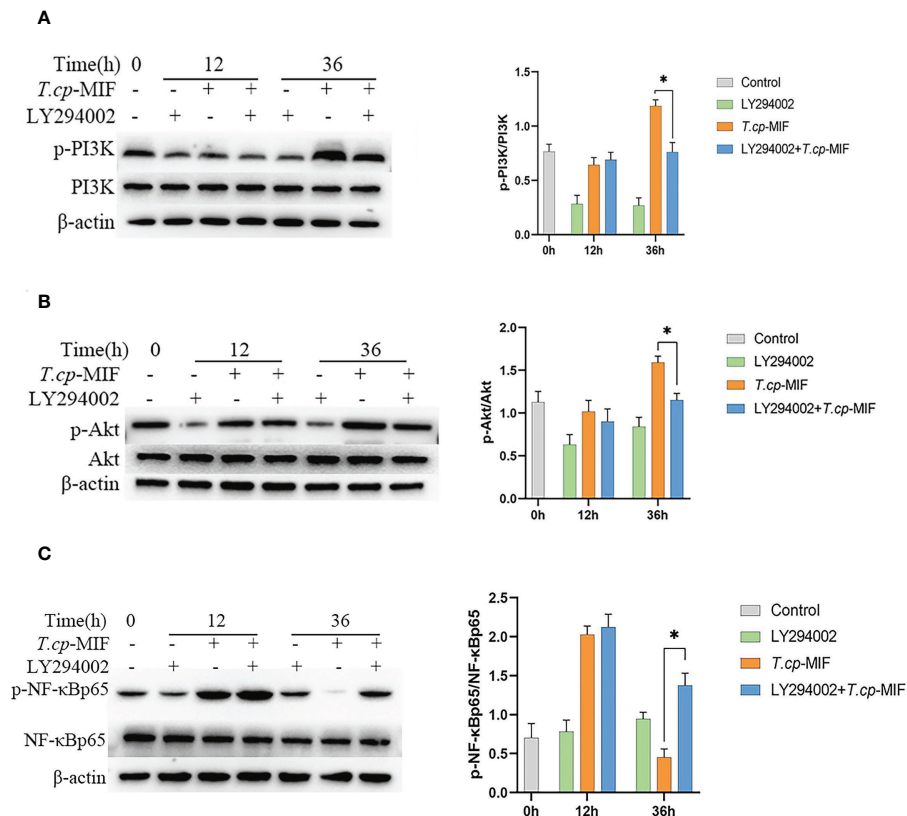 A
Time(h) 0 12 36
T.cp-MIF - - + + - + +
LY294002 - + - + + - +
p-PI3K
PI3K
β-actin
p-PI3K/PI3K
1.5
1.0
0.5
0.0
0h 12h 36h
*
Control
LY294002
T.cp-MIF
LY294002+T.cp-MIF
B
Time(h) 0 12 36
T.cp-MIF - - + + - + +
LY294002 - + - + + - +
p-Akt
Akt
β-actin
p-Akt/Akt
2.0
1.5
1.0
0.5
0.0
0h 12h 36h
*
Control
LY294002
T.cp-MIF
LY294002+T.cp-MIF
C
Time(h) 0 12 36
T.cp-MIF - - + + - + +
LY294002 - + - + + - +
p-NF-κBp65
NF-κBp65
β-actin
p-NF-κBp65/NF-κBp65
2.5
2.0
1.5
1.0
0.5
0.0
0h 12h 36h
*
Control
LY294002
T.cp-MIF
LY294002+T.cp-MIF